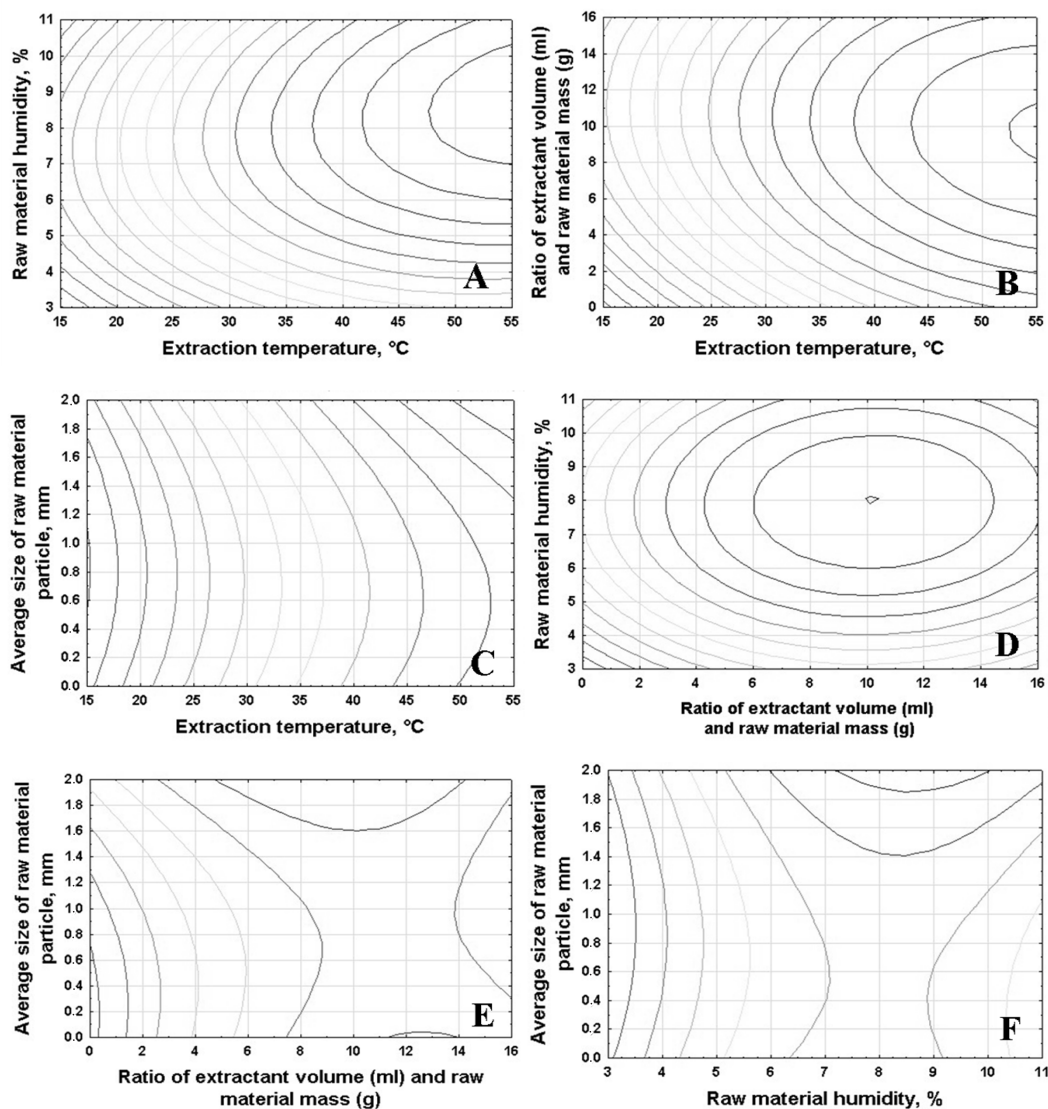 Raw material humidity, %
11
10
9
8
7
6
5
4
3
A
15 20 25 30 35 40 45 50 55
Extraction temperature, °C
Ratio of extractant volume (ml)
and raw material mass (g)
16
14
12
10
8
6
4
2
0
B
15 20 25 30 35 40 45 50 55
Extraction temperature, °C
Average size of raw material
particle, mm
2.0
1.8
1.6
1.4
1.2
1.0
0.8
0.6
0.4
0.2
0.0
C
15 20 25 30 35 40 45 50 55
Extraction temperature, °C
Raw material humidity, %
11
10
9
8
7
6
5
4
3
D
0 2 4 6 8 10 12 14 16
Ratio of extractant volume (ml)
and raw material mass (g)
Average size of raw material
particle, mm
2.0
1.8
1.6
1.4
1.2
1.0
0.8
0.6
0.4
0.2
0.0
E
0 2 4 6 8 10 12 14 16
Ratio of extractant volume (ml) and raw
material mass (g)
Average size of raw material
particle, mm
2.0
1.8
1.6
1.4
1.2
1.0
0.8
0.6
0.4
0.2
0.0
F
3 4 5 6 7 8 9 10 11
Raw material humidity, %